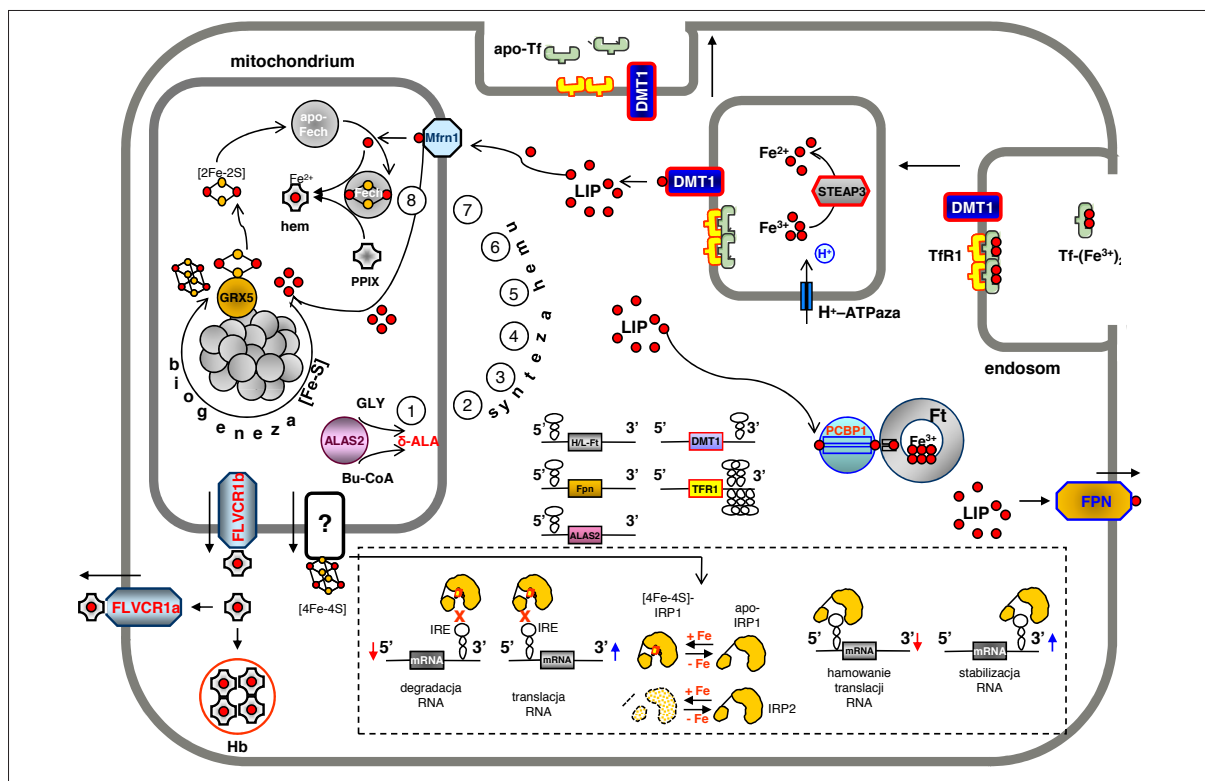 apo-Tf
DMT1
mitochondrium
apo-
Fech
Mfrn1
[2Fe-2S]
Fe²⁺
Fech
8
hem
PPIX
GRX5
biogeneza [Fe-S]
GLY
1
ALAS2
δ-ALA
Bu-CoA
7
6
5
4
3
2
synteza hemu
LIP
DMT1
Fe²⁺
STEAP3
Fe³⁺
H⁺
H⁺–ATPaza
DMT1
TfR1
Tf-(Fe³⁺)₂
endosom
LIP
PCBP1
Ft
Fe³⁺
LIP
FPN
5’ H/L-Ft 3’
5’ DMT1 3’
5’ Fpn 3’
5’ TFR1 3’
5’ ALAS2 3’
FLVCR1b
?
[4Fe-4S]
FLVCR1a
Hb
X
IRE
5’ mRNA 3’
degradacja
RNA
X
IRE
5’ mRNA 3’
translacja
RNA
[4Fe-4S]-
IRP1
apo-
IRP1
+ Fe
- Fe
+ Fe
- Fe
IRP2
5’ mRNA 3’
hamowanie
translacji
RNA
5’ mRNA 3’
stabilizacja
RNA